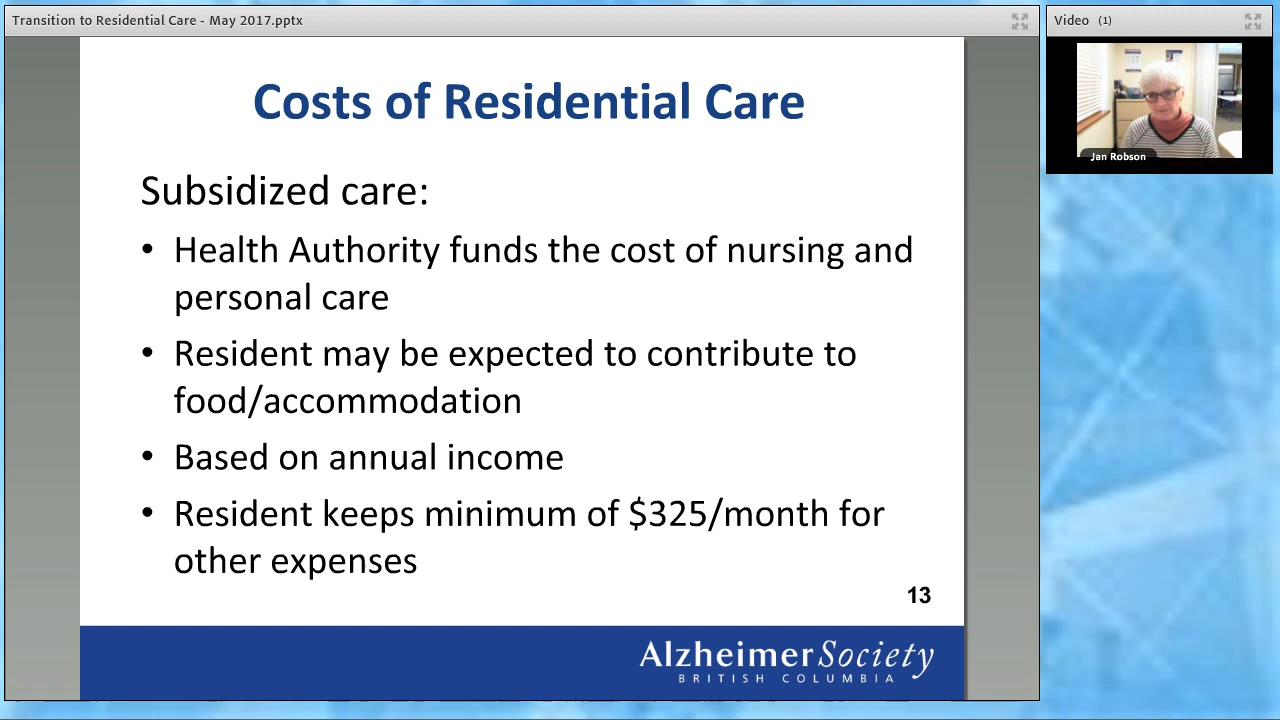 Transition to Residential Care - May 2017.pptx
Video (1)
Jan Robson
Costs of Residential Care
Subsidized care:
• Health Authority funds the cost of nursing and
personal care
• Resident may be expected to contribute to
food/accommodation
• Based on annual income
• Resident keeps minimum of $325/month for
other expenses
13
AlzheimerSociety
BRITISH COLUMBIA